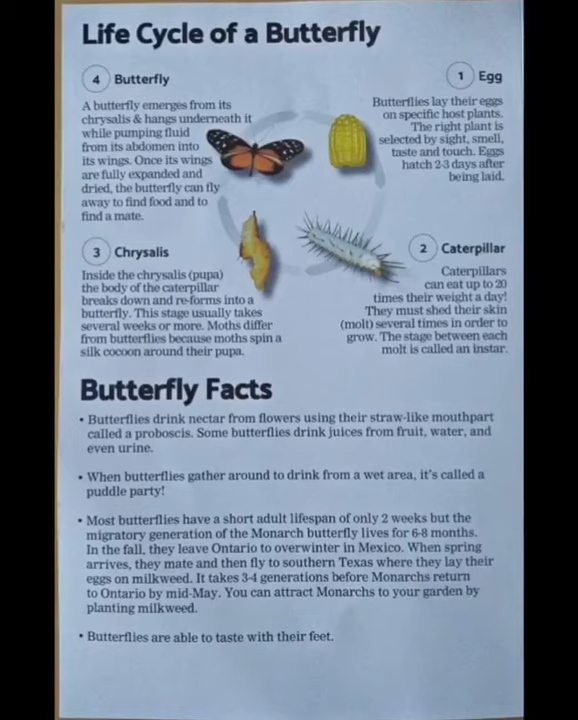 Life Cycle of a Butterfly
1 Egg
Butterflies lay their eggs
on specific host plants.
The right plant is
selected by sight, smell,
taste and touch. Eggs
hatch 2-3 days after
being laid.
2 Caterpillar
Caterpillars
can eat up to 20
times their weight a day!
They must shed their skin
(molt) several times in order to
grow. The stage between each
molt is called an instar.
3 Chrysalis
Inside the chrysalis (pupa)
the body of the caterpillar
breaks down and re-forms into a
butterfly. This stage usually takes
several weeks or more. Moths differ
from butterflies because moths spin a
silk cocoon around their pupa.
4 Butterfly
A butterfly emerges from its
chrysalis & hangs underneath it
while pumping fluid
from its abdomen into
its wings. Once its wings
are fully expanded and
dried, the butterfly can fly
away to find food and to
find a mate.
Butterfly Facts
• Butterflies drink nectar from flowers using their straw-like mouthpart
called a proboscis. Some butterflies drink juices from fruit, water, and
even urine.
• When butterflies gather around to drink from a wet area, it's called a
puddle party!
• Most butterflies have a short adult lifespan of only 2 weeks but the
migratory generation of the Monarch butterfly lives for 6-8 months.
In the fall, they leave Ontario to overwinter in Mexico. When spring
arrives, they mate and then fly to southern Texas where they lay their
eggs on milkweed. It takes 3-4 generations before Monarchs return
to Ontario by mid-May. You can attract Monarchs to your garden by
planting milkweed.
• Butterflies are able to taste with their feet.